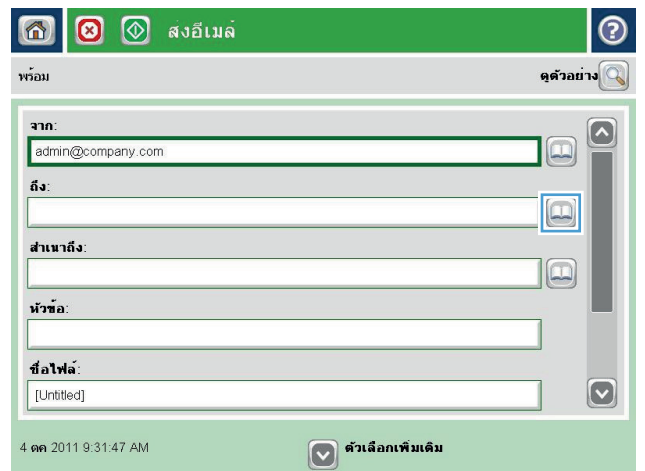 ส่งอีเมล์
พร้อม
ดูตัวอย่าง
จาก:
admin@company.com
ถึง:
สำเนาถึง:
หัวข้อ:
ชื่อไฟล์:
[Untitled]
4 ตค 2011 9:31:47 AM
ตัวเลือกเพิ่มเติม